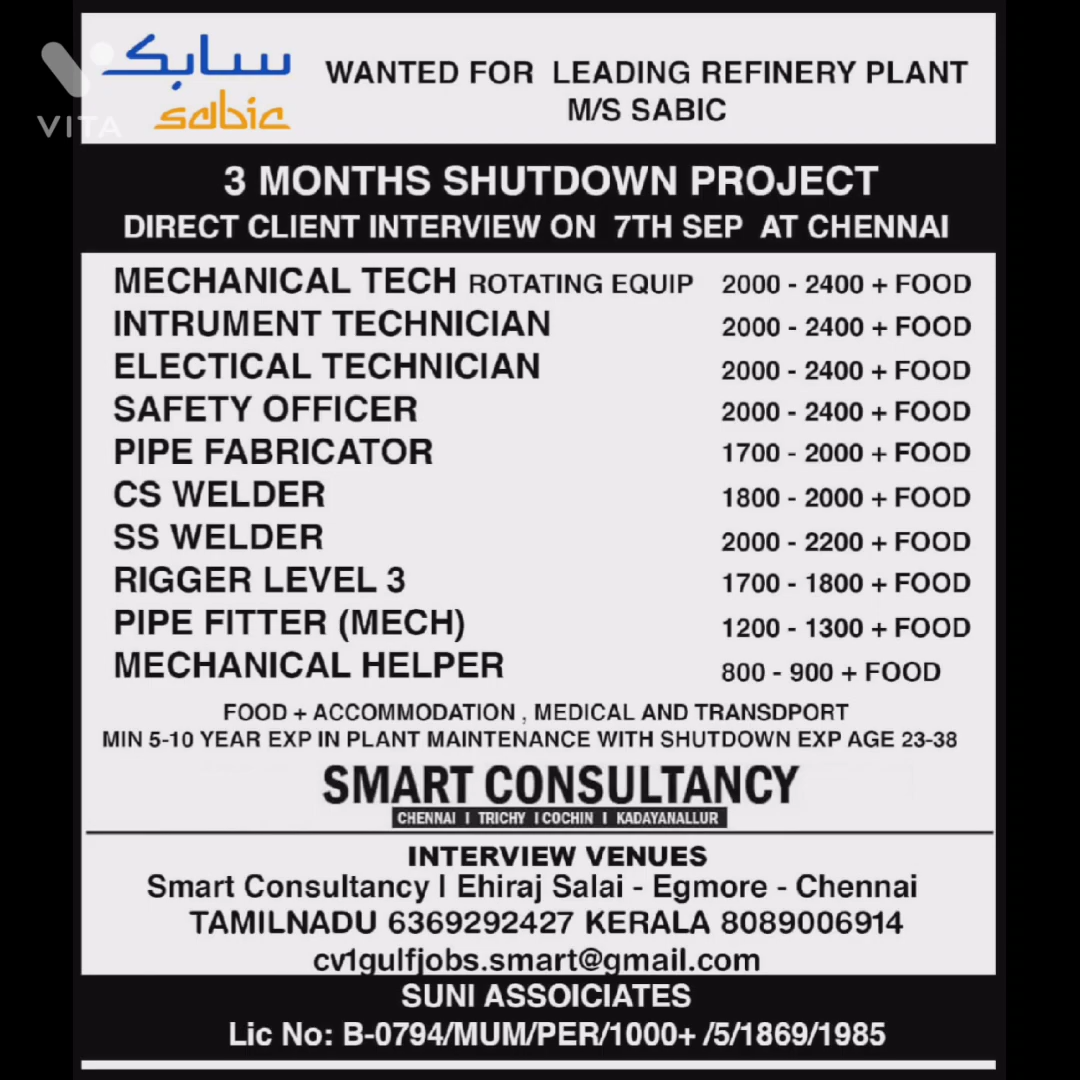 سابك
sabic
VITA
WANTED FOR LEADING REFINERY PLANT
M/S SABIC
3 MONTHS SHUTDOWN PROJECT
DIRECT CLIENT INTERVIEW ON 7TH SEP AT CHENNAI
MECHANICAL TECH ROTATING EQUIP 2000 - 2400 + FOOD
INTRUMENT TECHNICIAN 2000 - 2400 + FOOD
ELECTICAL TECHNICIAN 2000 - 2400 + FOOD
SAFETY OFFICER 2000 - 2400 + FOOD
PIPE FABRICATOR 1700 - 2000 + FOOD
CS WELDER 1800 - 2000 + FOOD
SS WELDER 2000 - 2200 + FOOD
RIGGER LEVEL 3 1700 - 1800 + FOOD
PIPE FITTER (MECH) 1200 - 1300 + FOOD
MECHANICAL HELPER 800 - 900 + FOOD
FOOD + ACCOMMODATION , MEDICAL AND TRANSDPORT
MIN 5-10 YEAR EXP IN PLANT MAINTENANCE WITH SHUTDOWN EXP AGE 23-38
SMART CONSULTANCY
CHENNAI I TRICHY I COCHIN I KADAYANALLUR
INTERVIEW VENUES
Smart Consultancy I Ehiraj Salai - Egmore - Chennai
TAMILNADU 6369292427 KERALA 8089006914
cv1gulfjobs.smart@gmail.com
SUNI ASSOICIATES
Lic No: B-0794/MUM/PER/1000+ /5/1869/1985